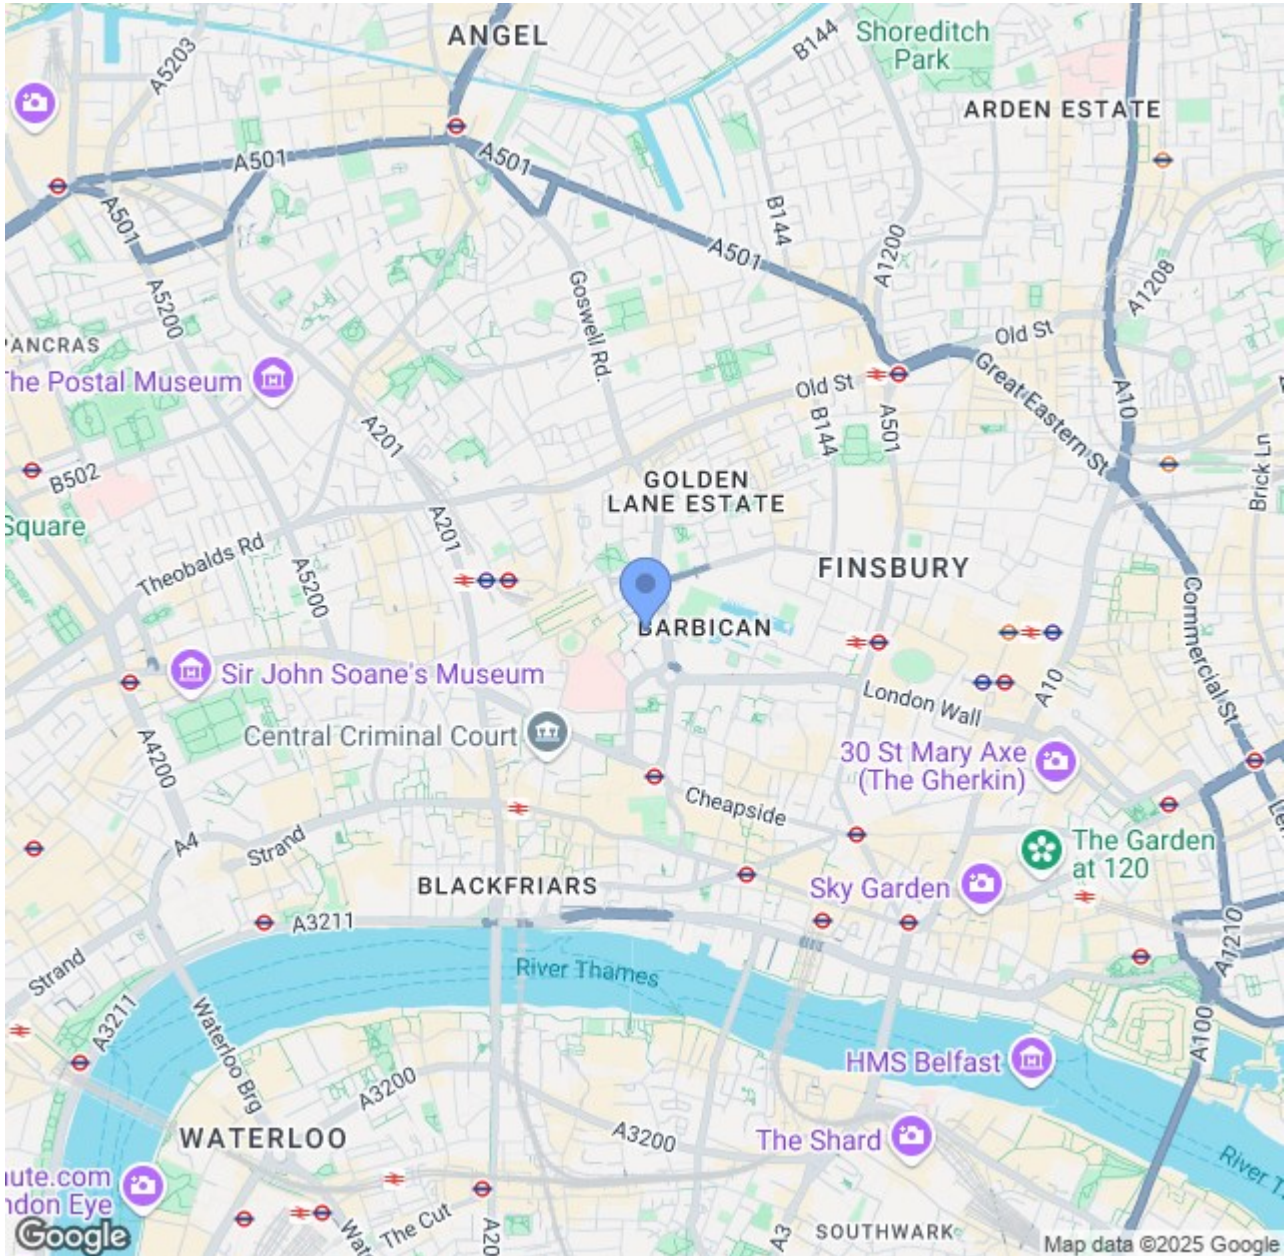 ANGEL
B144
Shoreditch
Park
A5203
ARDEN ESTATE
A501
A501
A501
B144
A1200
A501
A1208
A5200
Goswell Rd.
Old St
PANCRAS
The Postal Museum
Great Eastern St
A10
Old St
B144
A501
A201
B502
GOLDEN
LANE ESTATE
Brick Ln
Square
A201
Theobalds Rd
A5200
FINSBURY
Commercial St
BARBICAN
Sir John Soane's Museum
London Wall
A10
A4200
Central Criminal Court
30 St Mary Axe
(The Gherkin)
Cheapside
A4
Strand
The Garden
at 120
BLACKFRIARS
Sky Garden
A3211
A1210
Strand
River Thames
A3211
Waterloo Brg
A100
HMS Belfast
A3200
WATERLOO
A3200
The Shard
River T
nute.com
ndon Eye
The Cut
A20
A3
SOUTHWARK
Google
Map data ©2025 Google